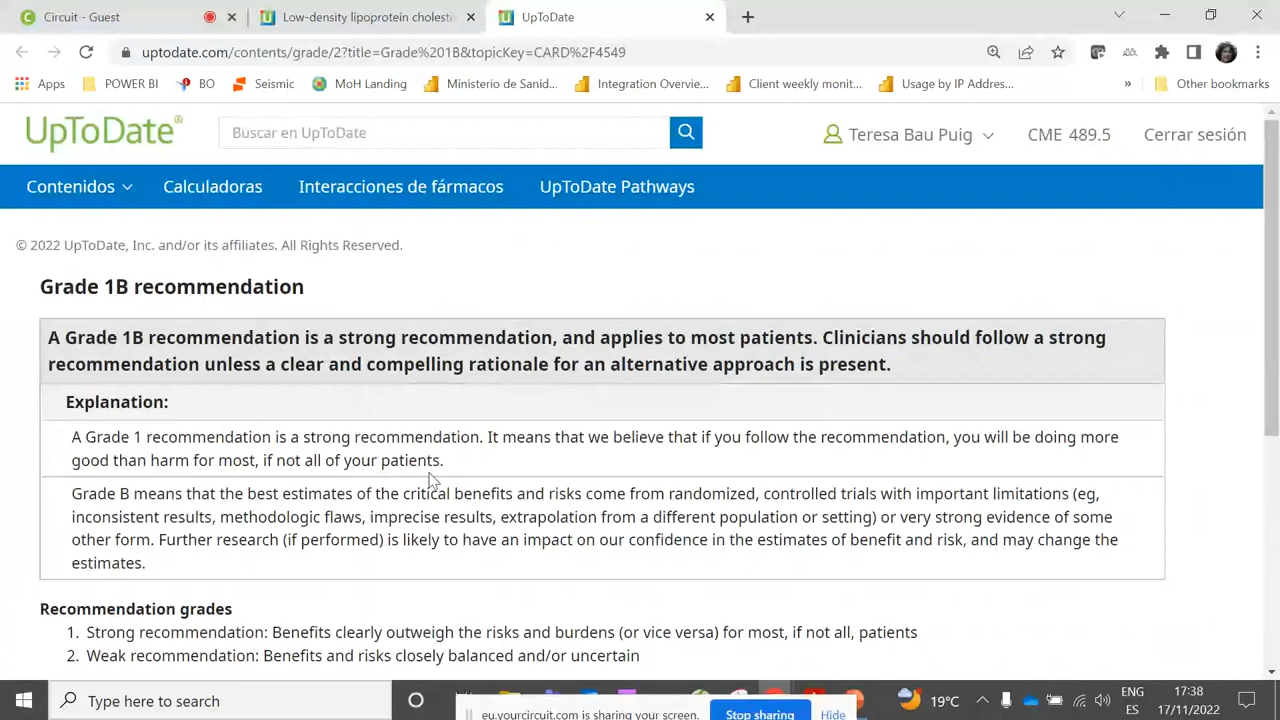 Circuit - Guest
Low-density lipoprotein cholest
UpToDate
uptodate.com/contents/grade/2?title=Grade%201B&topicKey=CARD%2F4549
Apps POWER BI BO Seismic MoH Landing Ministerio de Sanid... Integration Overvie... Client weekly monit... Usage by IP Addres... » Other bookmarks
UpToDate® Buscar en UpToDate Teresa Bau Puig CME 489.5 Cerrar sesión
Contenidos Calculadoras Interacciones de fármacos UpToDate Pathways
© 2022 UpToDate, Inc. and/or its affiliates. All Rights Reserved.
Grade 1B recommendation
A Grade 1B recommendation is a strong recommendation, and applies to most patients. Clinicians should follow a strong
recommendation unless a clear and compelling rationale for an alternative approach is present.
Explanation:
A Grade 1 recommendation is a strong recommendation. It means that we believe that if you follow the recommendation, you will be doing more
good than harm for most, if not all of your patients.
Grade B means that the best estimates of the critical benefits and risks come from randomized, controlled trials with important limitations (eg,
inconsistent results, methodologic flaws, imprecise results, extrapolation from a different population or setting) or very strong evidence of some
other form. Further research (if performed) is likely to have an impact on our confidence in the estimates of benefit and risk, and may change the
estimates.
Recommendation grades
1. Strong recommendation: Benefits clearly outweigh the risks and burdens (or vice versa) for most, if not all, patients
2. Weak recommendation: Benefits and risks closely balanced and/or uncertain
Type here to search
eu.yourcircuit.com is sharing your screen. Stop sharing Hide
19°C
ENG
ES
17:38
17/11/2022